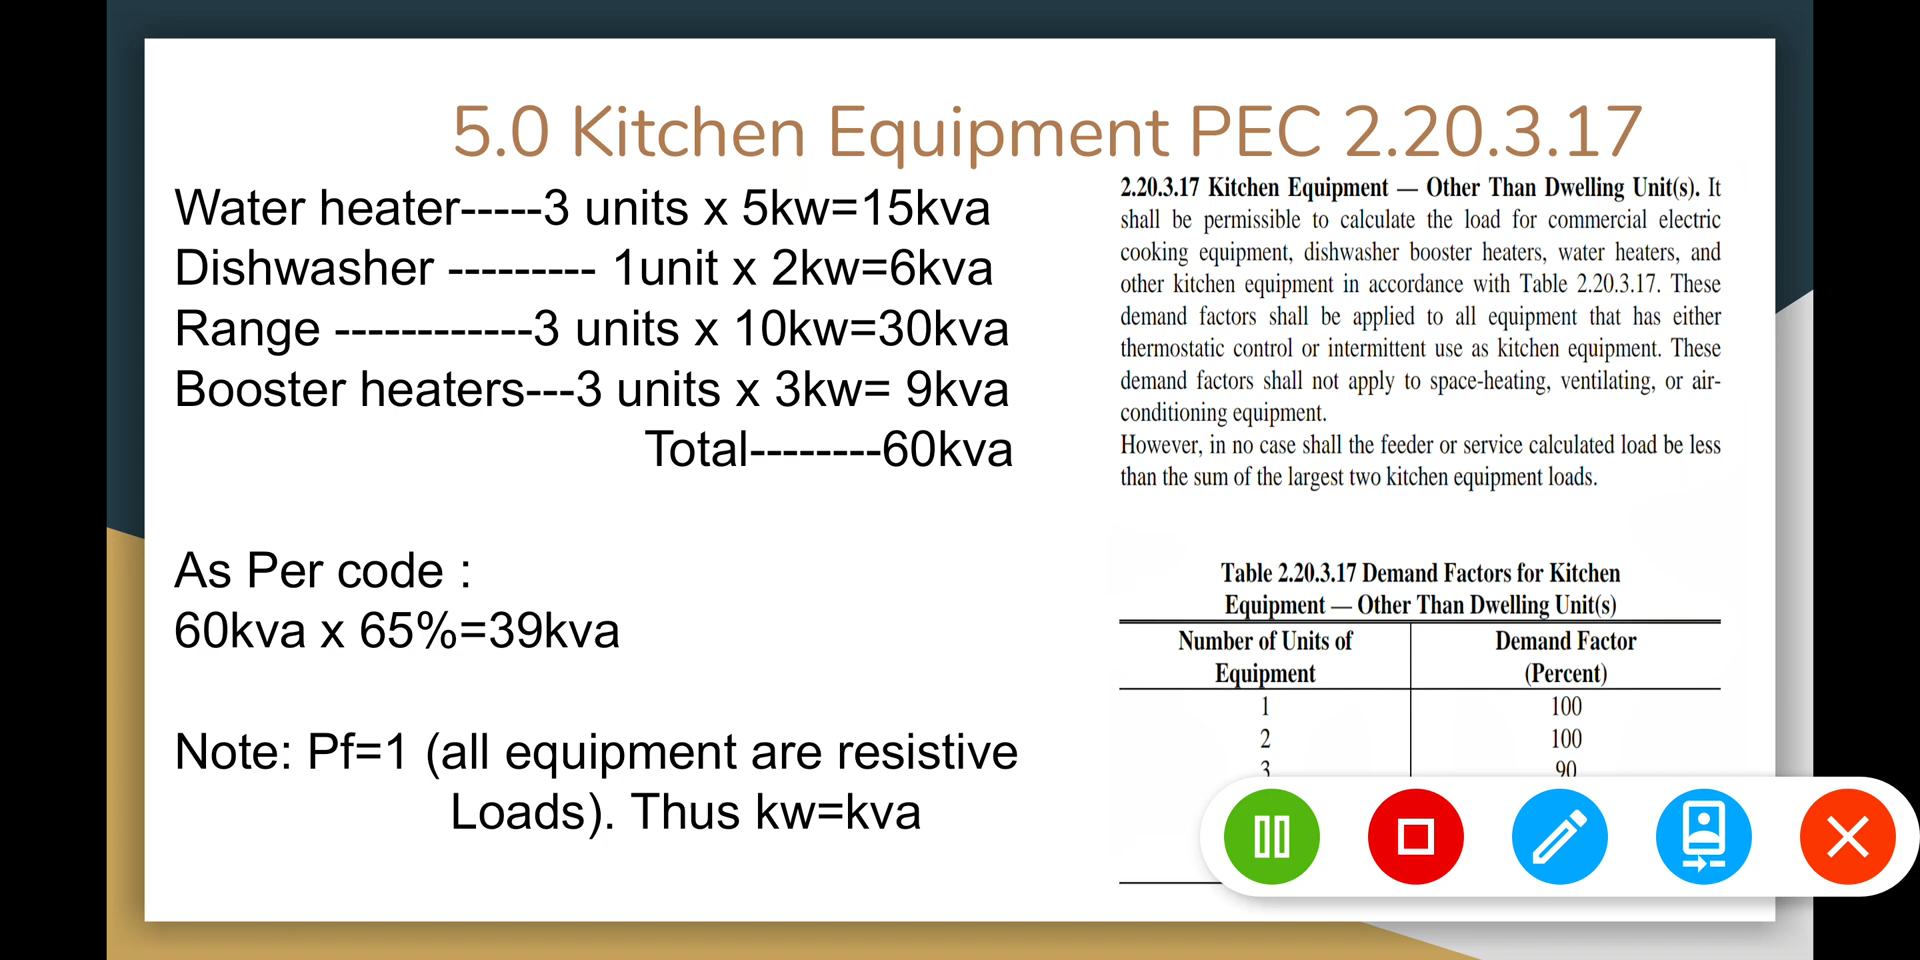 5.0 Kitchen Equipment PEC 2.20.3.17
Water heater-----3 units x 5kw=15kva
Dishwasher --------- 1unit x 2kw=6kva
Range ------------3 units x 10kw=30kva
Booster heaters---3 units x 3kw= 9kva
Total--------60kva
As Per code :
60kva x 65%=39kva
Note: Pf=1 (all equipment are resistive
Loads). Thus kw=kva
2.20.3.17 Kitchen Equipment — Other Than Dwelling Unit(s). It
shall be permissible to calculate the load for commercial electric
cooking equipment, dishwasher booster heaters, water heaters, and
other kitchen equipment in accordance with Table 2.20.3.17. These
demand factors shall be applied to all equipment that has either
thermostatic control or intermittent use as kitchen equipment. These
demand factors shall not apply to space-heating, ventilating, or air-
conditioning equipment.
However, in no case shall the feeder or service calculated load be less
than the sum of the largest two kitchen equipment loads.
Table 2.20.3.17 Demand Factors for Kitchen
Equipment — Other Than Dwelling Unit(s)
Number of Units of Demand Factor
Equipment (Percent)
1 100
2 100
3 90